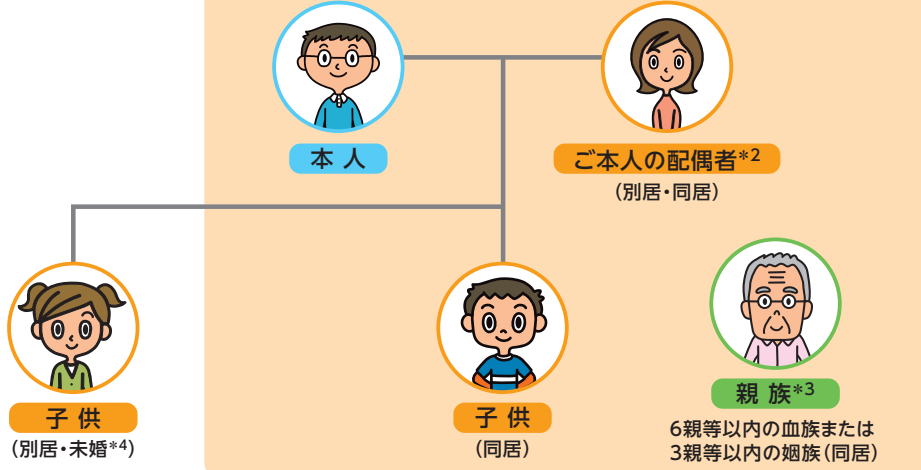 本人
ご本人の配偶者*2
(別居・同居)
子供
(別居・未婚*4)
子供
(同居)
親族*3
6親等以内の血族または
3親等以内の姻族(同居)